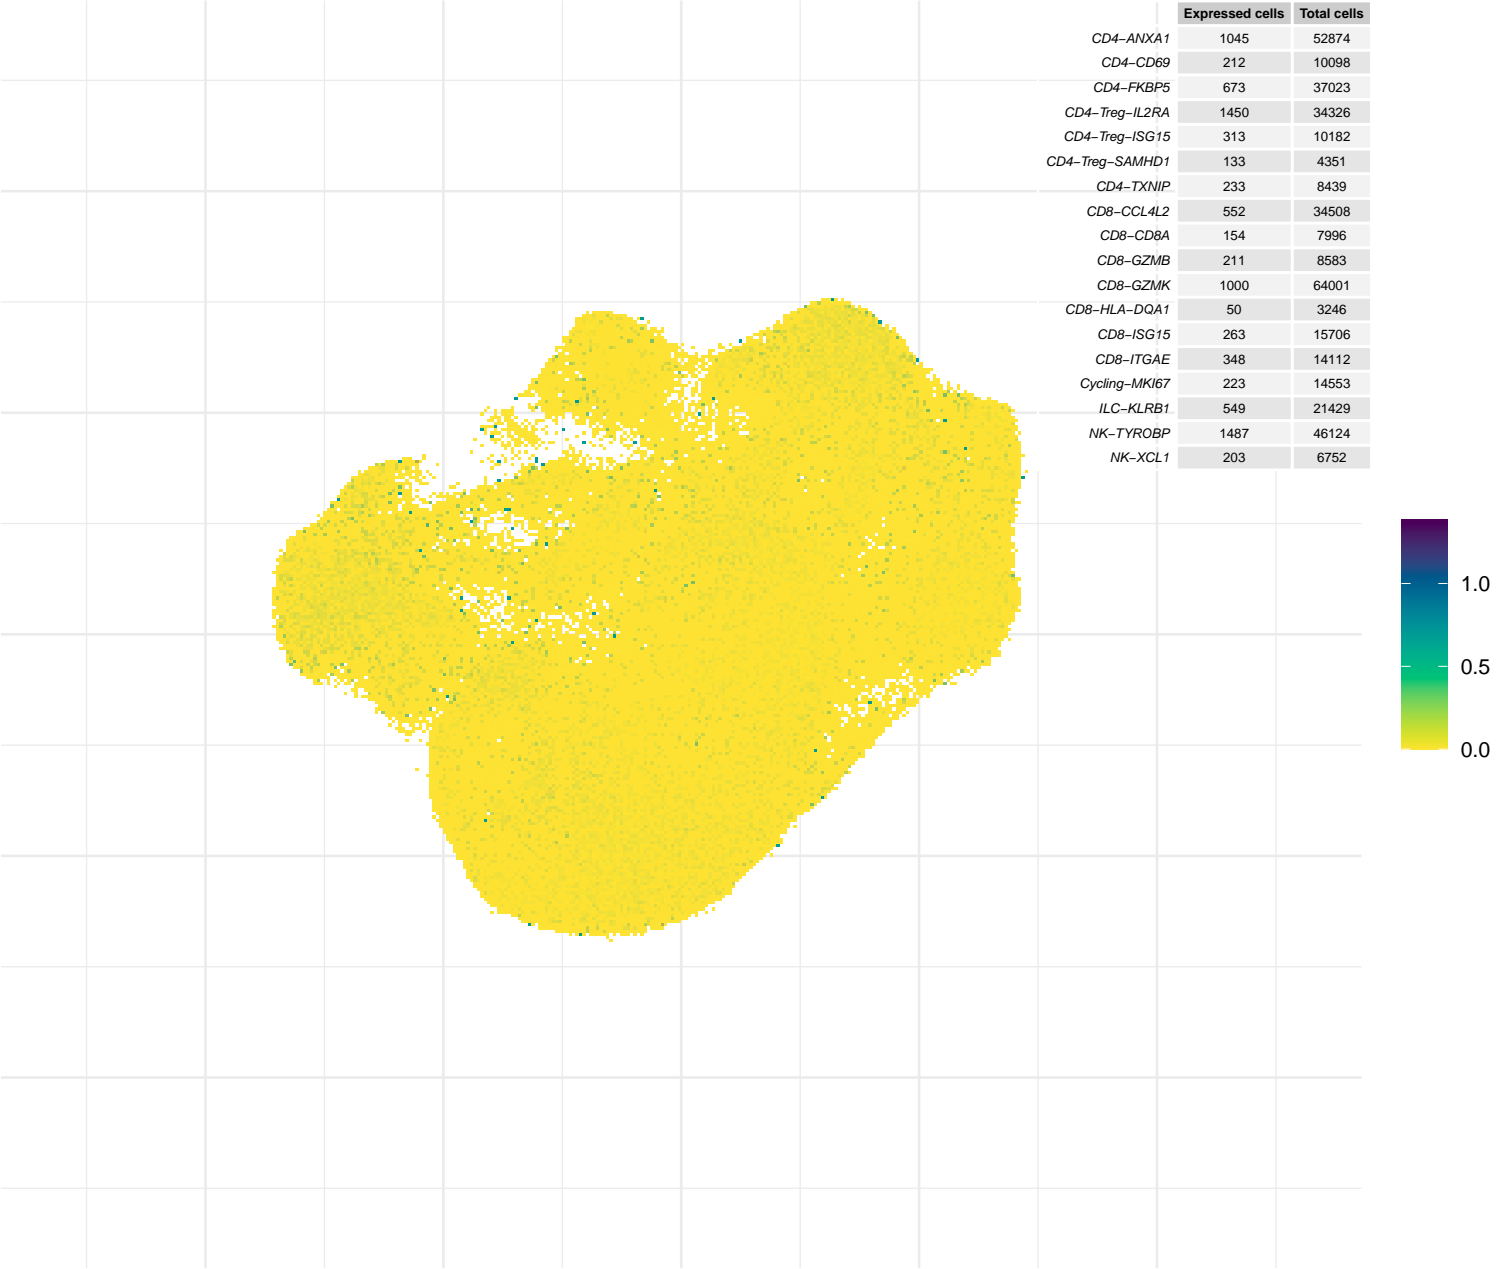 Expressed cells Total cells
CD4−ANXA1 1045 52874
CD4−CD69 212 10098
CD4−FKBP5 673 37023
CD4−Treg−IL2RA 1450 34326
CD4−Treg−ISG15 313 10182
CD4−Treg−SAMHD1 133 4351
CD4−TXNIP 233 8439
CD8−CCL4L2 552 34508
CD8−CD8A 154 7996
CD8−GZMB 211 8583
CD8−GZMK 1000 64001
CD8−HLA−DQA1 50 3246
CD8−ISG15 263 15706
CD8−ITGAE 348 14112
Cycling−MKI67 223 14553
ILC−KLRB1 549 21429
NK−TYROBP 1487 46124
NK−XCL1 203 6752
1.0
0.5
0.0